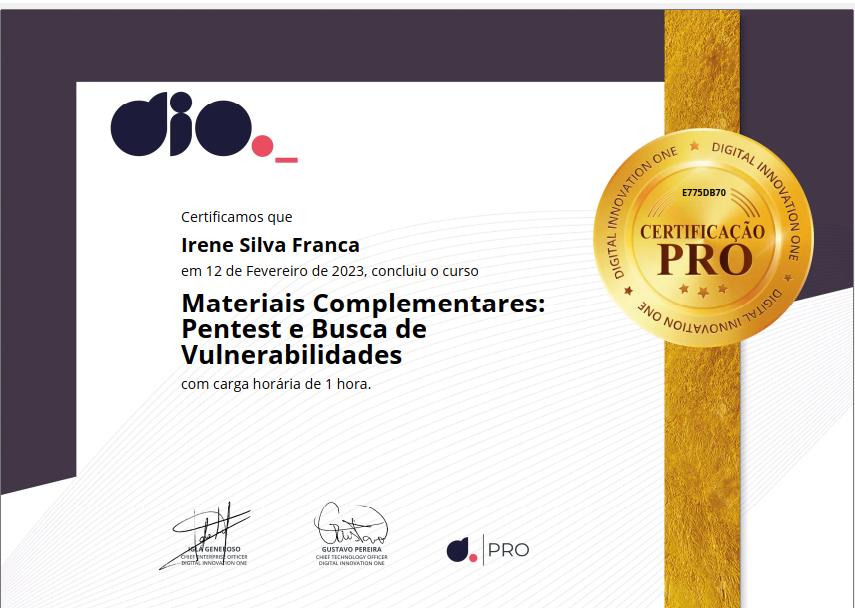 dio._
DIGITAL INNOVATION ONE
DIGITAL INNOVATION ONE
DIGITAL INNOVATION ONE
E775DB70
CERTIFICAÇÃO
PRO
Certificamos que
Irene Silva Franca
em 12 de Fevereiro de 2023, concluiu o curso
Materiais Complementares:
Pentest e Busca de
Vulnerabilidades
com carga horária de 1 hora.
IGLÁ GENEROSO
CHIEF ENTERPRISE OFFICER
DIGITAL INNOVATION ONE
Gustavo
GUSTAVO PEREIRA
CHIEF TECHNOLOGY OFFICER
DIGITAL INNOVATION ONE
d. | PRO